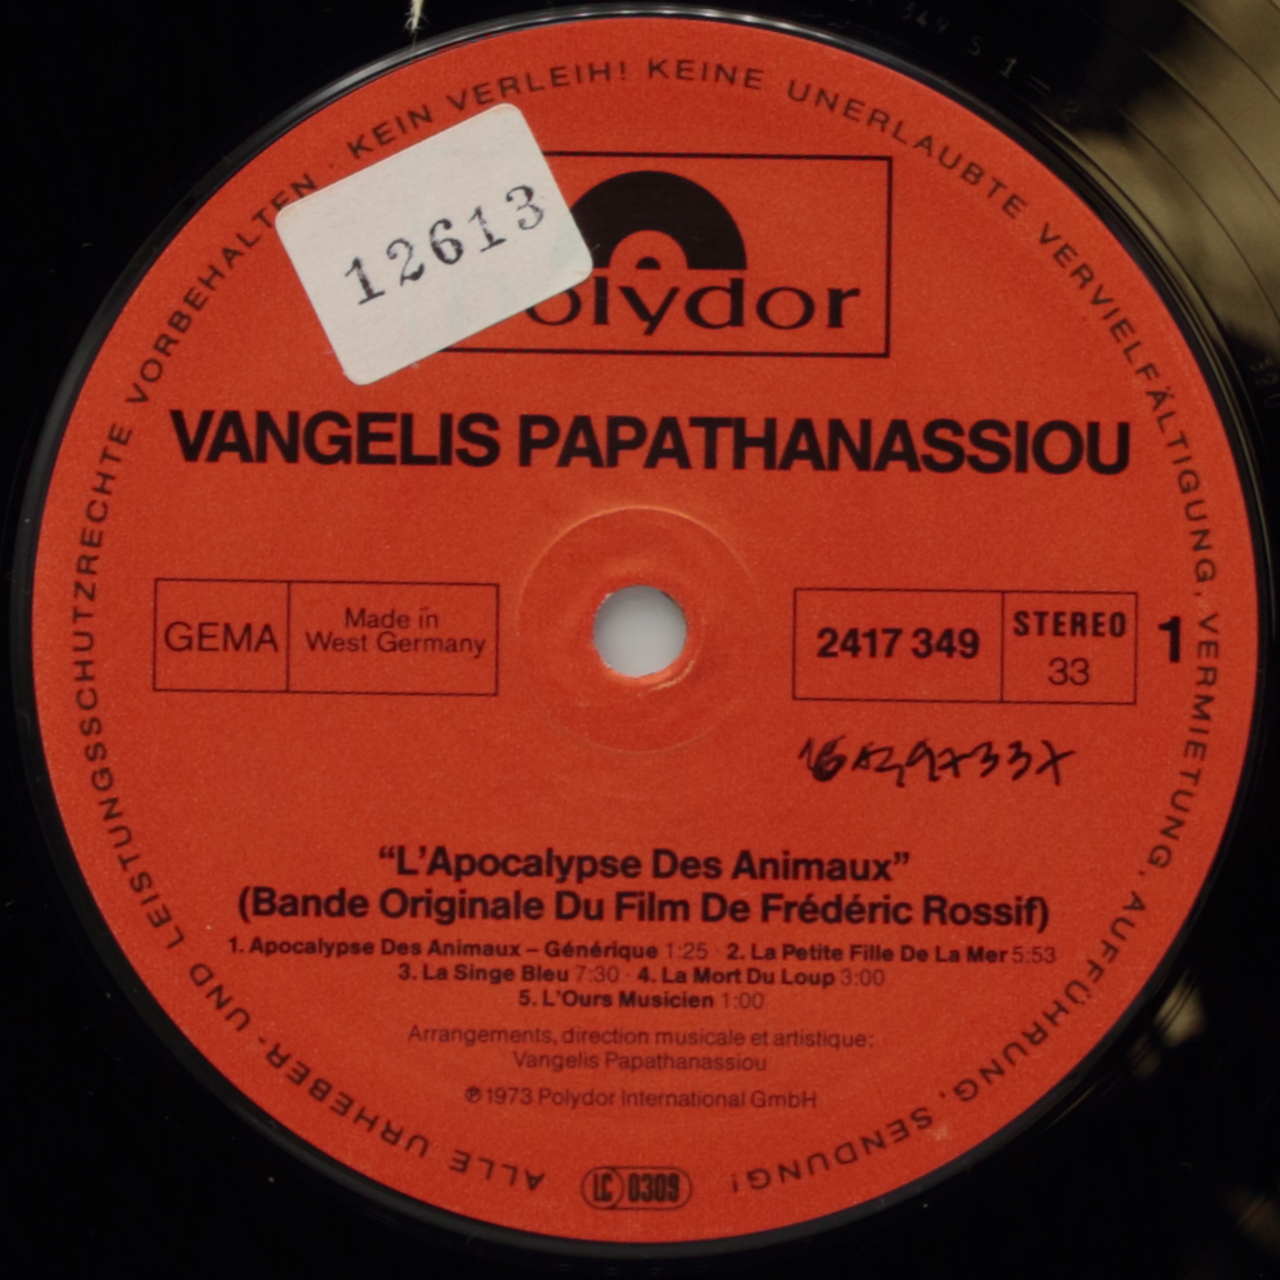 ALLE URHEBER- UND LEISTUNGSSCHUTZRECHTE VORBEHALTEN · KEIN VERLEIH! KEINE UNERLAUBTE VERVIELFÄLTIGUNG, VERMIETUNG, AUFFÜHRUNG, SENDUNG!
12613
olydor
VANGELIS PAPATHANASSIOU
GEMA
Made in
West Germany
2417 349
STEREO
33
1
"L'Apocalypse Des Animaux"
(Bande Originale Du Film De Frédéric Rossif)
1. Apocalypse Des Animaux – Générique 1:25 · 2. La Petite Fille De La Mer 5:53
3. La Singe Bleu 7:30 · 4. La Mort Du Loup 3:00
5. L'Ours Musicien 1:00
Arrangements, direction musicale et artistique:
Vangelis Papathanassiou
℗ 1973 Polydor International GmbH
LC 0309